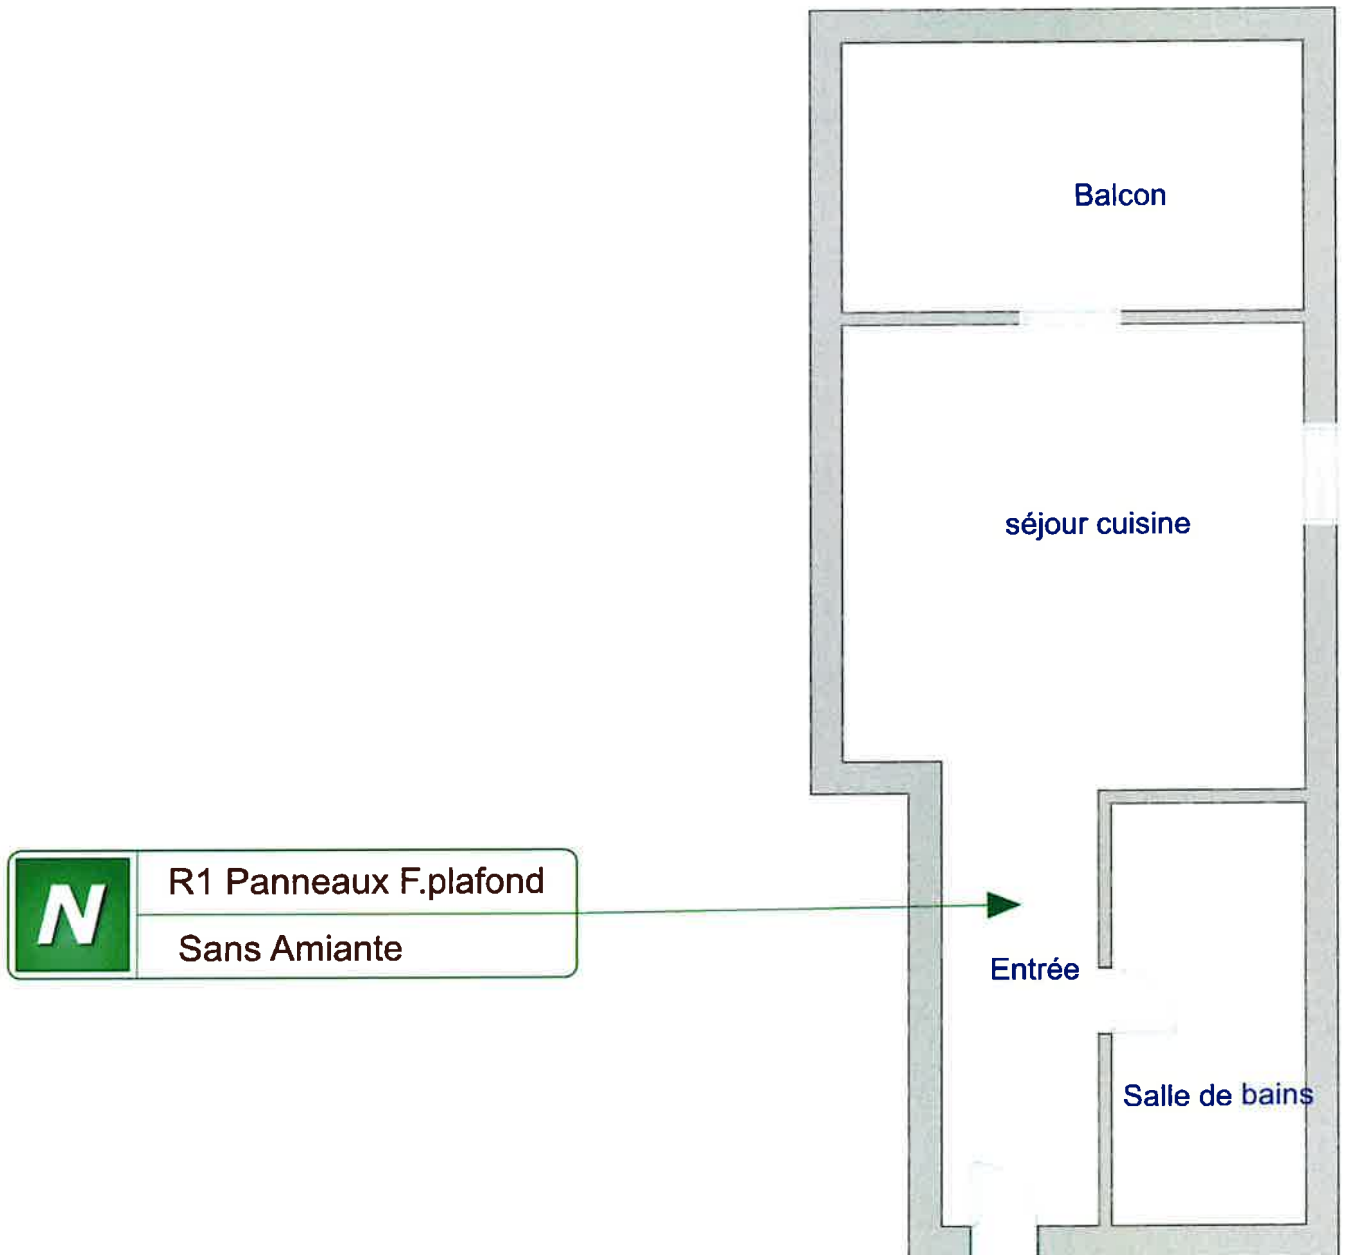 Balcon
séjour cuisine
N
R1 Panneaux F.plafond
Sans Amiante
Entrée
Salle de bains